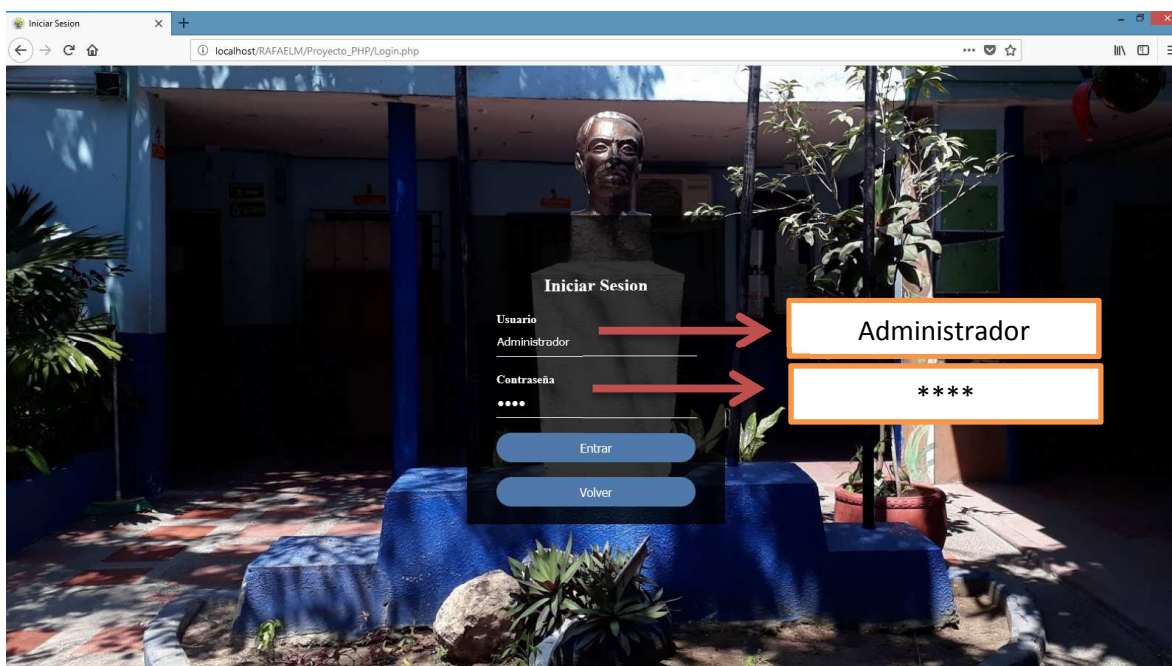 Iniciar Sesion
localhost/RAFAELM/Proyecto_PHP/Login.php
Iniciar Sesion
Usuario
Administrador
Administrador
Contraseña
••••
****
Entrar
Volver